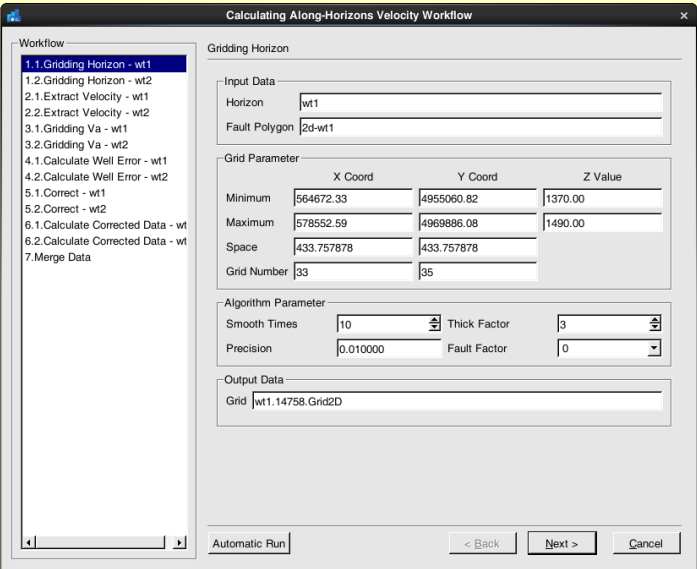 Calculating Along-Horizons Velocity Workflow
Workflow
1.1.Gridding Horizon - wt1
1.2.Gridding Horizon - wt2
2.1.Extract Velocity - wt1
2.2.Extract Velocity - wt2
3.1.Gridding Va - wt1
3.2.Gridding Va - wt2
4.1.Calculate Well Error - wt1
4.2.Calculate Well Error - wt2
5.1.Correct - wt1
5.2.Correct - wt2
6.1.Calculate Corrected Data - wt
6.2.Calculate Corrected Data - wt
7.Merge Data
Gridding Horizon
Input Data
Horizon wt1
Fault Polygon 2d-wt1
Grid Parameter
X Coord Y Coord Z Value
Minimum 564672.33 4955060.82 1370.00
Maximum 578552.59 4969886.08 1490.00
Space 433.757878 433.757878
Grid Number 33 35
Algorithm Parameter
Smooth Times 10 Thick Factor 3
Precision 0.010000 Fault Factor 0
Output Data
Grid wt1.14758.Grid2D
Automatic Run < Back Next > Cancel